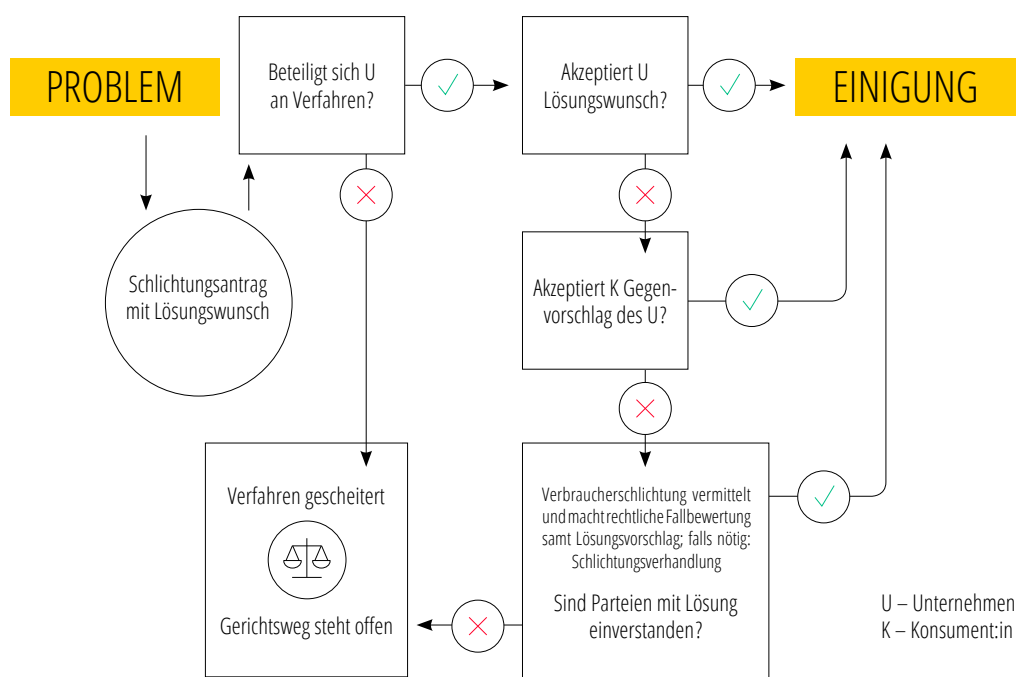 PROBLEM
Schlichtungsantrag
mit Lösungswunsch
Beteiligt sich U
an Verfahren?
Akzeptiert U
Lösungswunsch?
EINIGUNG
Akzeptiert K Gegen-
vorschlag des U?
Verbraucherschlichtung vermittelt
und macht rechtliche Fallbewertung
samt Lösungsvorschlag; falls nötig:
Schlichtungsverhandlung
Sind Parteien mit Lösung
einverstanden?
Verfahren gescheitert
Gerichtsweg steht offen
U – Unternehmen
K – Konsument:in